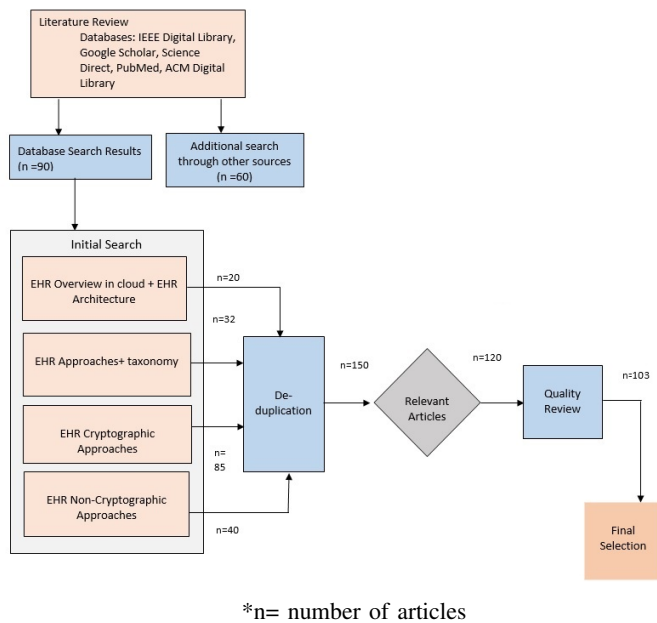 Literature Review
Databases: IEEE Digital Library,
Google Scholar, Science
Direct, PubMed, ACM Digital
Library
Database Search Results
(n =90)
Additional search
through other sources
(n =60)
Initial Search
EHR Overview in cloud + EHR
Architecture
n=20
n=32
EHR Approaches+ taxonomy
EHR Cryptographic
Approaches
n=
85
EHR Non-Cryptographic
Approaches
n=40
De-
duplication
n=150
Relevant
Articles
n=120
Quality
Review
n=103
Final
Selection
*n= number of articles